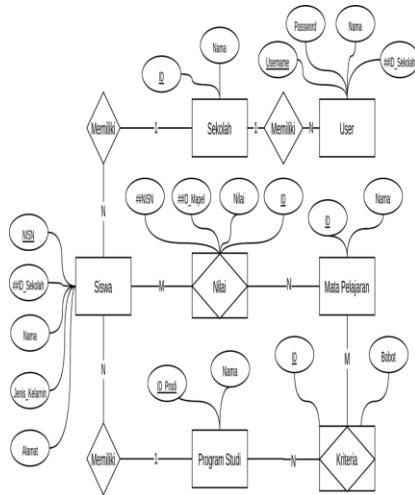 Password
Nama
Nama
Username
##ID_Sekolah
ID
Memiliki
1
Sekolah
1
Memiliki
N
User
N
##NISN
##ID_Mapel
Nilai
ID
Nama
ID
NISN
##ID_Sekolah
Nama
Jenis_Kelamin
Alamat
Siswa
M
Nilai
N
Mata Pelajaran
N
M
ID_Prodi
Nama
ID
Bobot
Memiliki
1
Program Studi
N
Kriteria